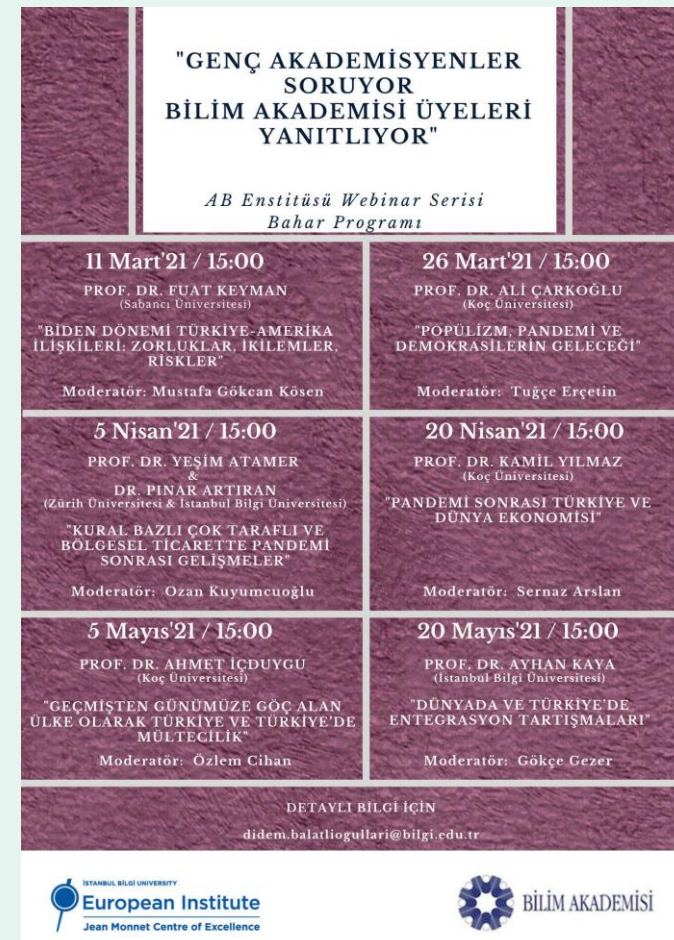 "GENÇ AKADEMİSYENLER
SORUYOR
BİLİM AKADEMİSİ ÜYELERİ
YANITLIYOR"
AB Enstitüsü Webinar Serisi
Bahar Programı
11 Mart'21 / 15:00
PROF. DR. FUAT KEYMAN
(Sabancı Üniversitesi)
"BİDEN DÖNEMİ TÜRKİYE-AMERİKA
İLİŞKİLERİ: ZORLUKLAR, İKİLEMLER,
RİSKLER"
Moderatör: Mustafa Gökcan Kösen
26 Mart'21 / 15:00
PROF. DR. ALİ ÇARKOĞLU
(Koç Üniversitesi)
"POPÜLİZM, PANDEMİ VE
DEMOKRASİLERİN GELECEĞİ"
Moderatör: Tuğçe Erçetin
5 Nisan'21 / 15:00
PROF. DR. YEŞİM ATAMER
&
DR. PINAR ARTIRAN
(Zürih Üniversitesi & İstanbul Bilgi Üniversitesi)
"KURAL BAZLI ÇOK TARAFLI VE
BÖLGESEL TİCARETTE PANDEMİ
SONRASI GELİŞMELER"
Moderatör: Ozan Kuyumcuoğlu
20 Nisan'21 / 15:00
PROF. DR. KAMİL YILMAZ
(Koç Üniversitesi)
"PANDEMİ SONRASI TÜRKİYE VE
DÜNYA EKONOMİSİ"
Moderatör: Sernaz Arslan
5 Mayıs'21 / 15:00
PROF. DR. AHMET İÇDUYGU
(Koç Üniversitesi)
"GEÇMİŞTEN GÜNÜMÜZE GÖÇ ALAN
ÜLKE OLARAK TÜRKİYE VE TÜRKİYE'DE
MÜLTECİLİK"
Moderatör: Özlem Cihan
20 Mayıs'21 / 15:00
PROF. DR. AYHAN KAYA
(İstanbul Bilgi Üniversitesi)
"DÜNYADA VE TÜRKİYE'DE
ENTEGRASYON TARTIŞMALARI"
Moderatör: Gökçe Gezer
DETAYLI BİLGİ İÇİN
didem.balatliogullari@bilgi.edu.tr
İSTANBUL BİLGİ UNIVERSITY
European Institute
Jean Monnet Centre of Excellence
BİLİM AKADEMİSİ